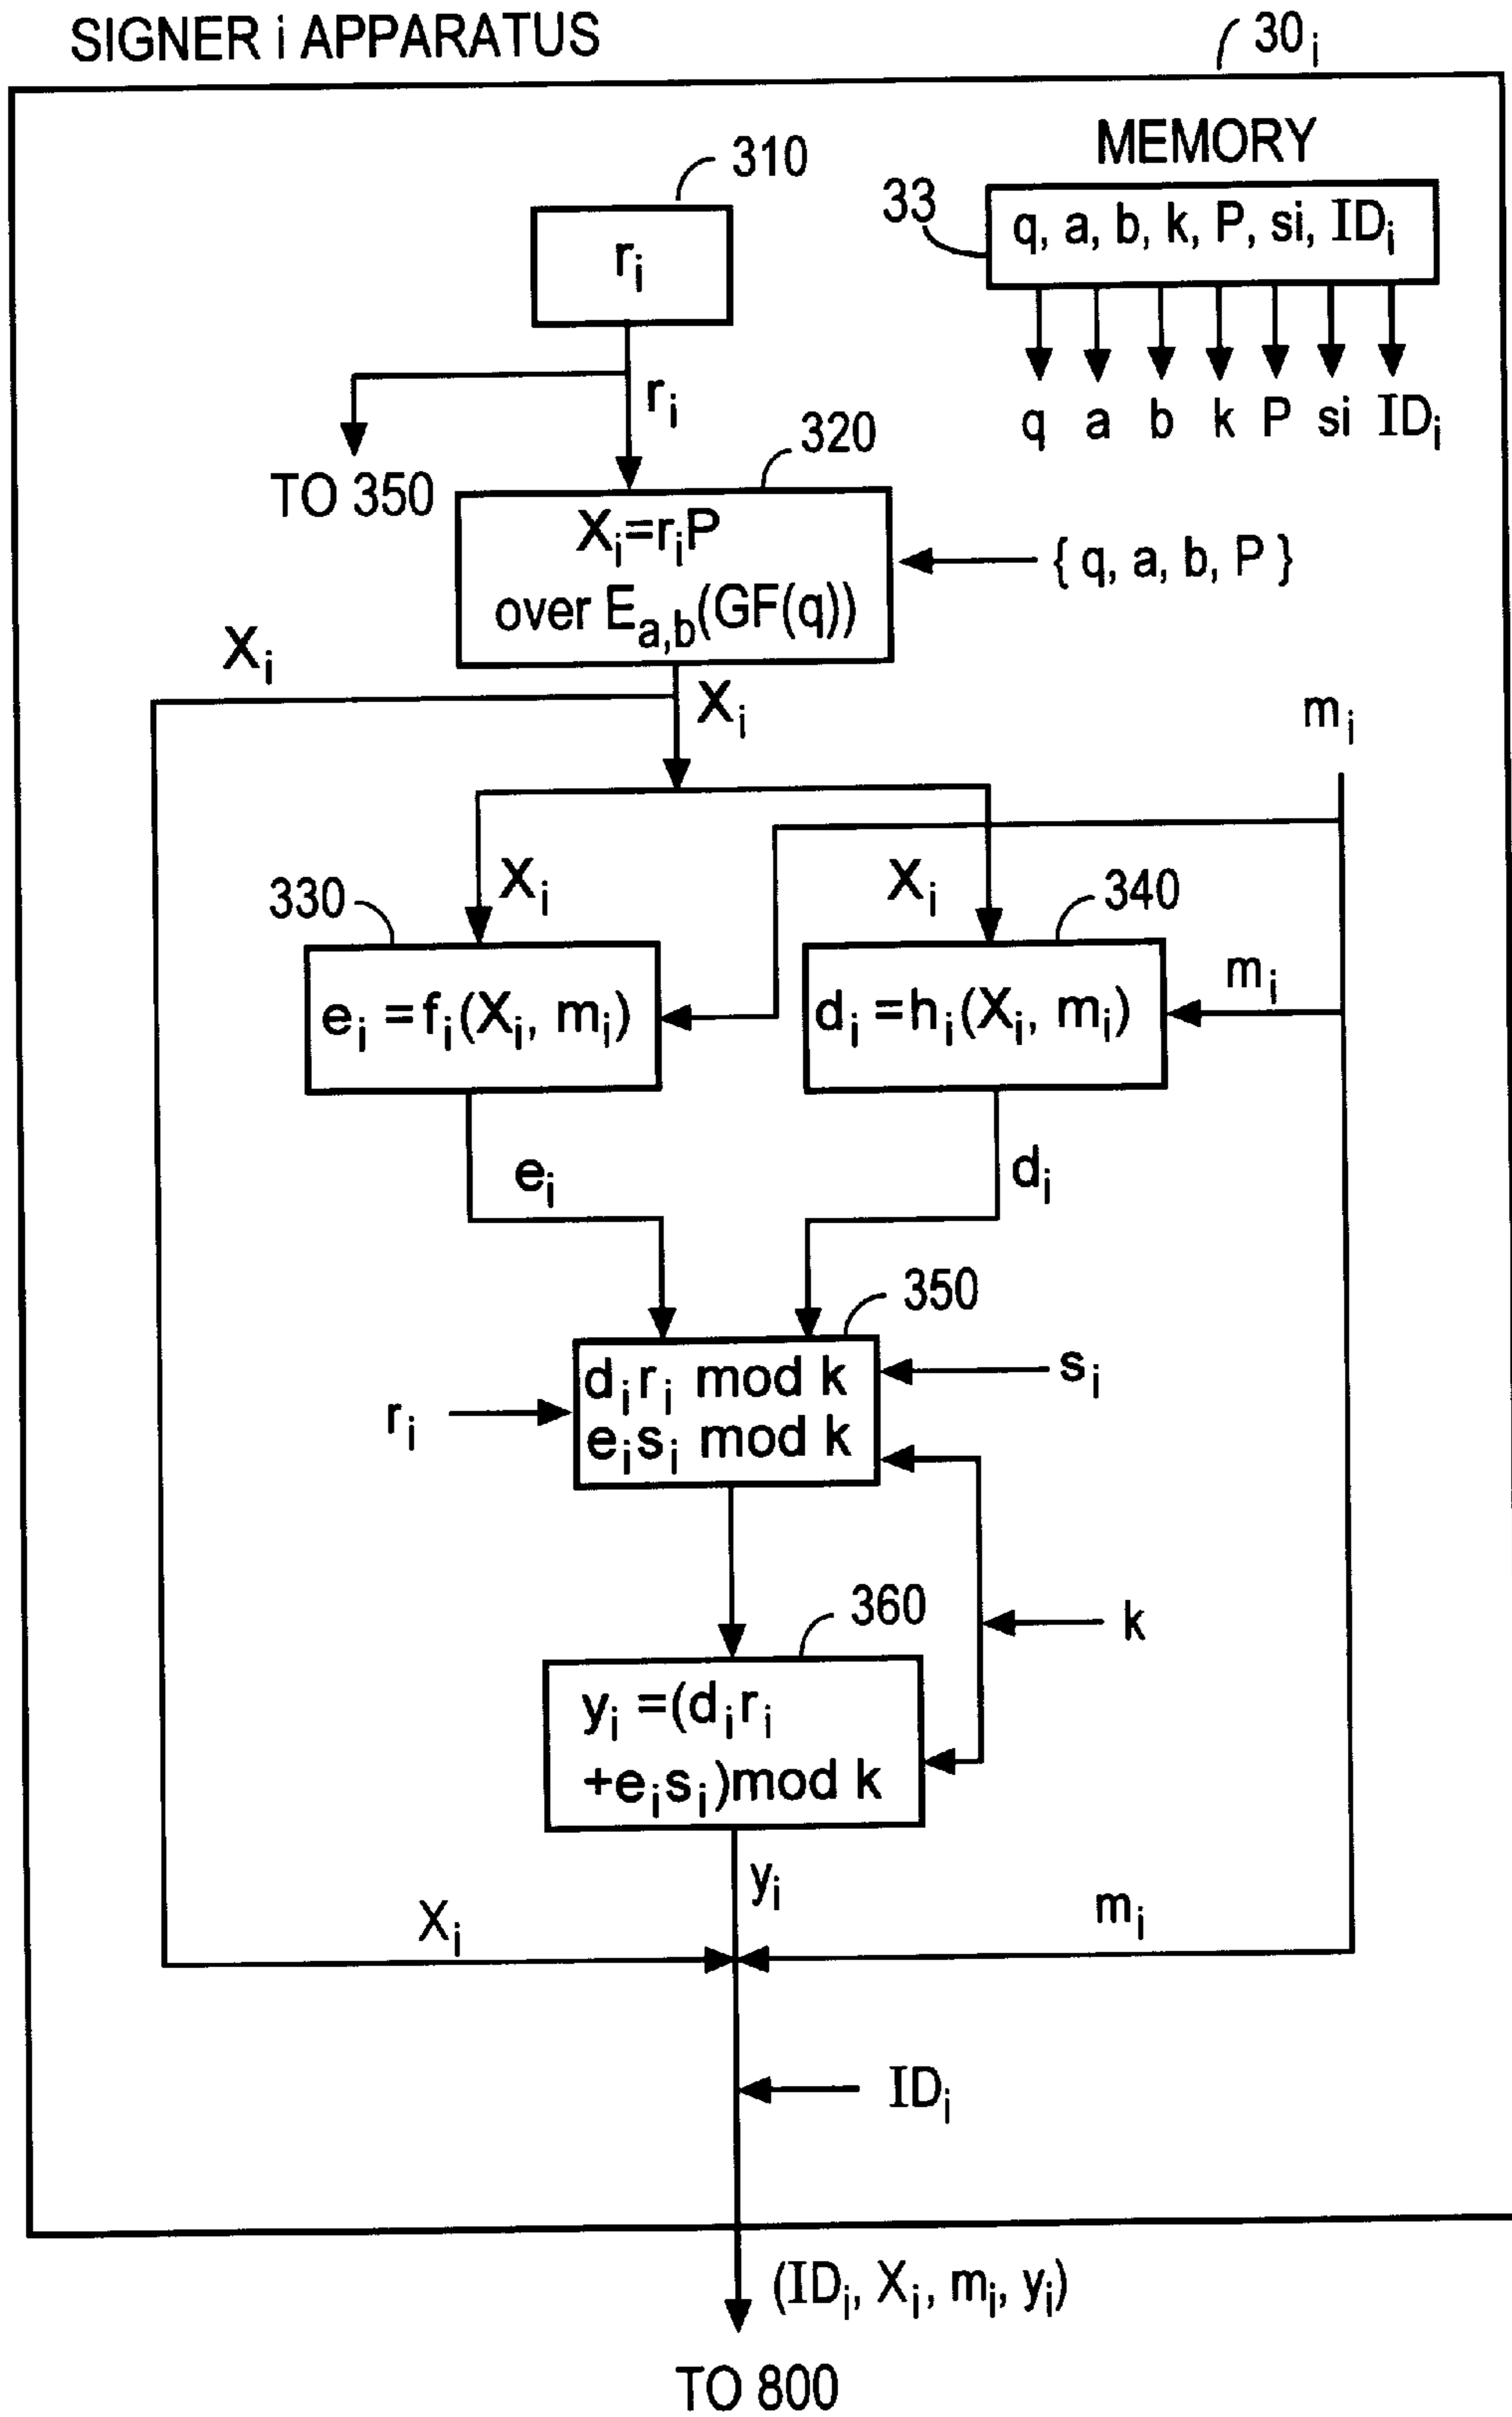 SIGNER i APPARATUS
30i
MEMORY
310
33
q, a, b, k, P, si, IDi
ri
ri
q a b k P si IDi
TO 350
320
Xi=riP
over Ea,b(GF(q))
{ q, a, b, P }
Xi
Xi
mi
330
Xi
Xi
340
mi
ei =fi(Xi, mi)
di =hi(Xi, mi)
ei
di
350
diri mod k
eisi mod k
si
ri
360
k
yi =(diri
+eisi)mod k
yi
Xi
mi
IDi
(IDi, Xi, mi, yi)
TO 800